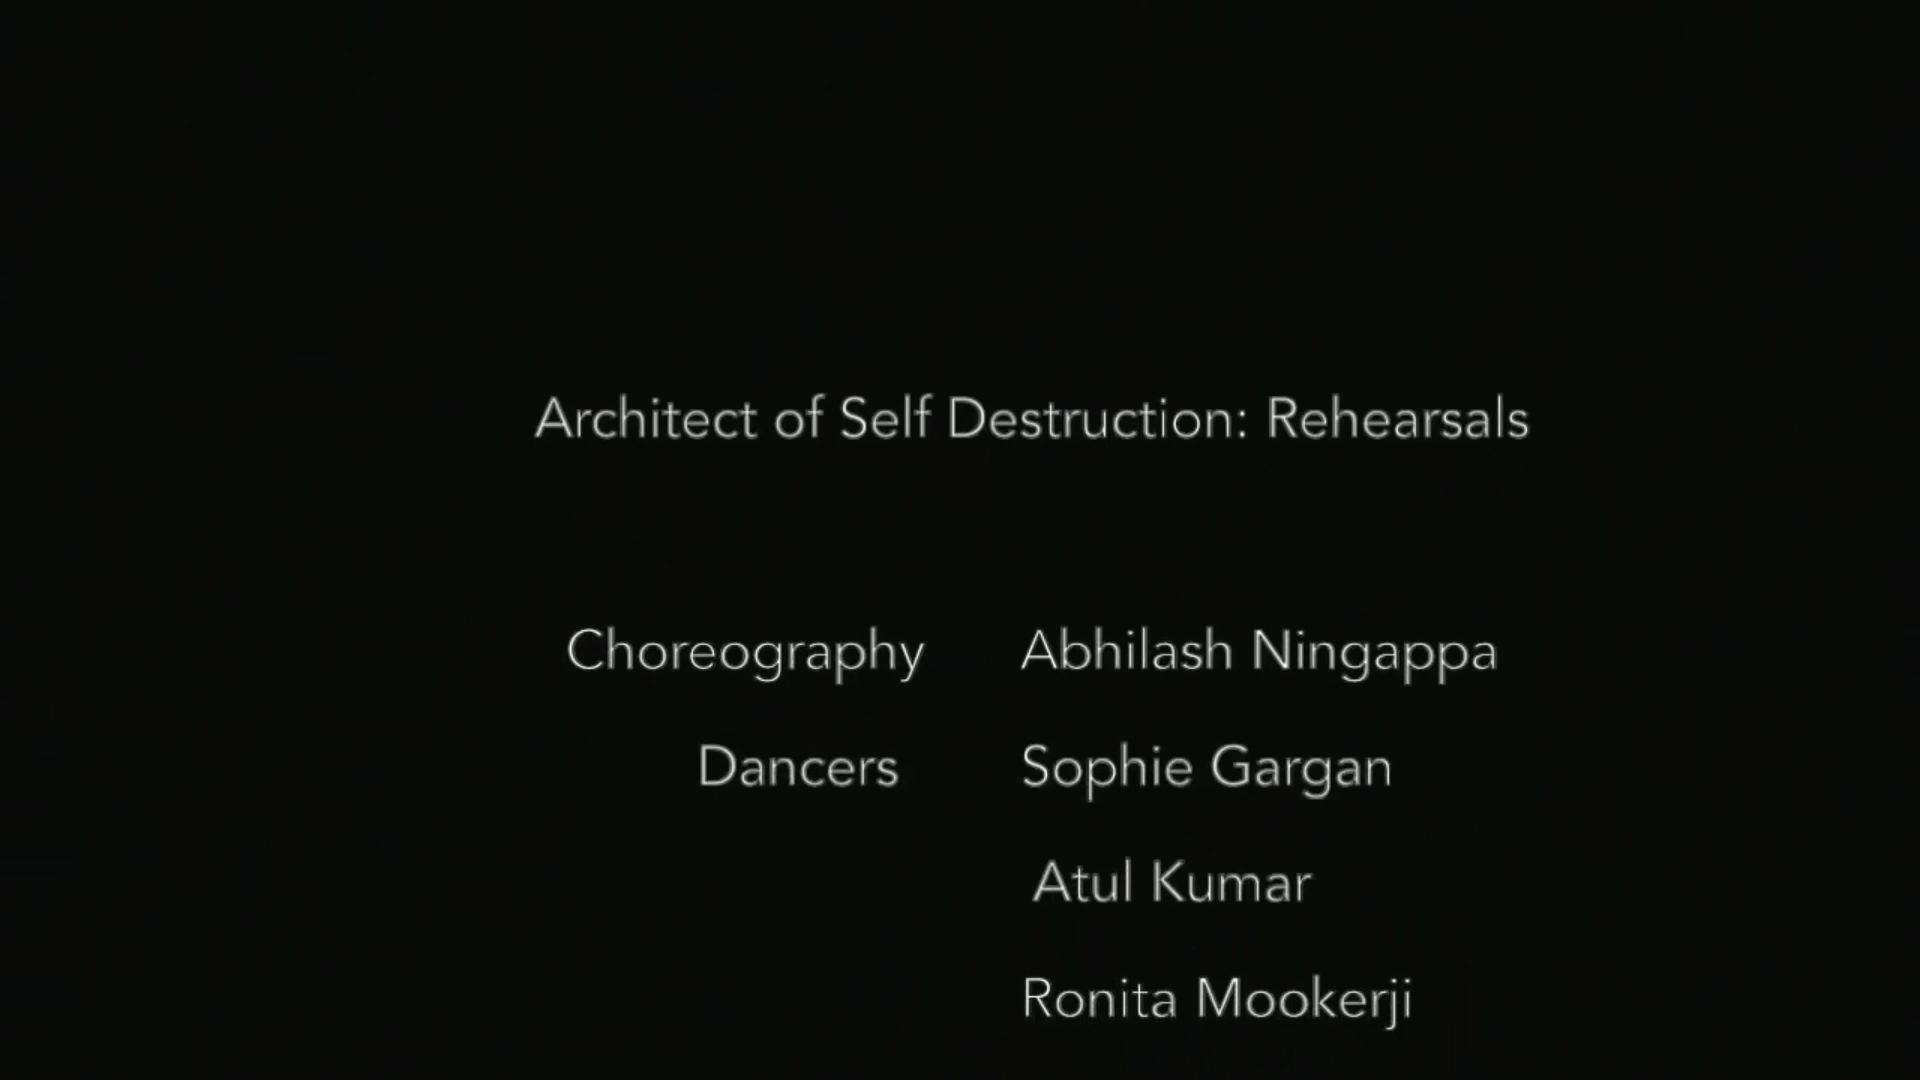 Architect of Self Destruction: Rehearsals
Choreography Abhilash Ningappa
Dancers Sophie Gargan
Atul Kumar
Ronita Mookerji